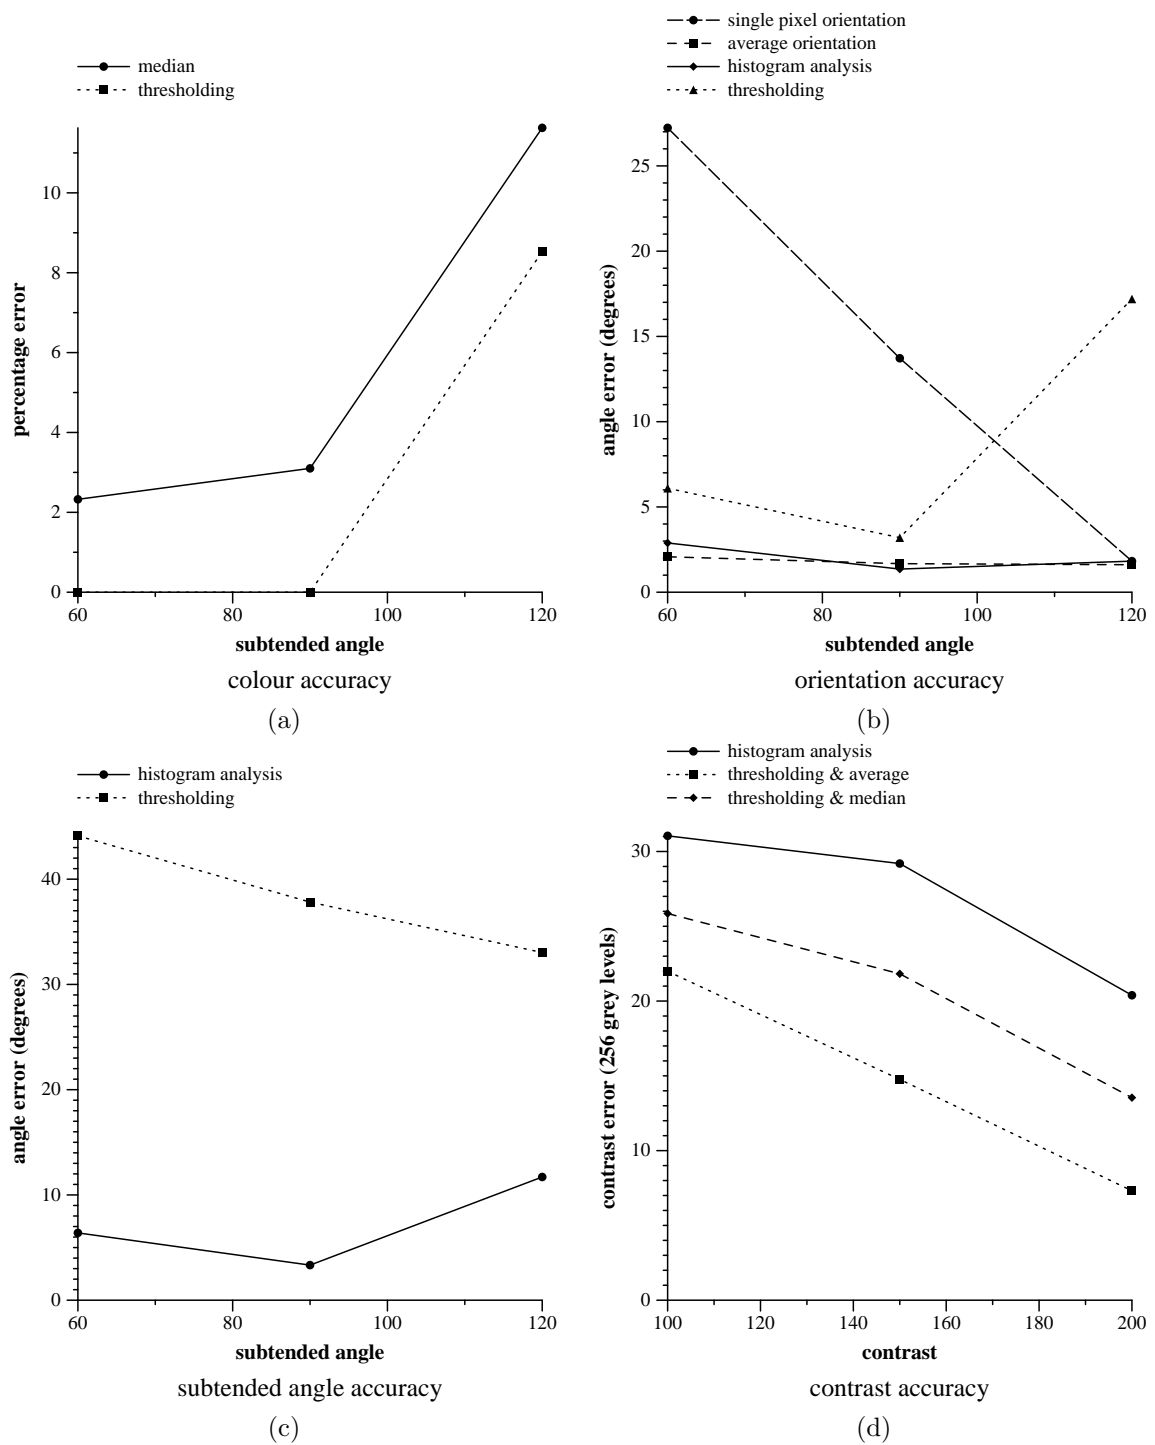 median
thresholding
10
8
6
4
2
0
percentage error
60 80 100 120
subtended angle
colour accuracy
(a)
single pixel orientation
average orientation
histogram analysis
thresholding
25
20
15
10
5
0
angle error (degrees)
60 80 100 120
subtended angle
orientation accuracy
(b)
histogram analysis
thresholding
40
30
20
10
0
angle error (degrees)
60 80 100 120
subtended angle
subtended angle accuracy
(c)
histogram analysis
thresholding & average
thresholding & median
30
20
10
0
contrast error (256 grey levels)
100 120 140 160 180 200
contrast
contrast accuracy
(d)